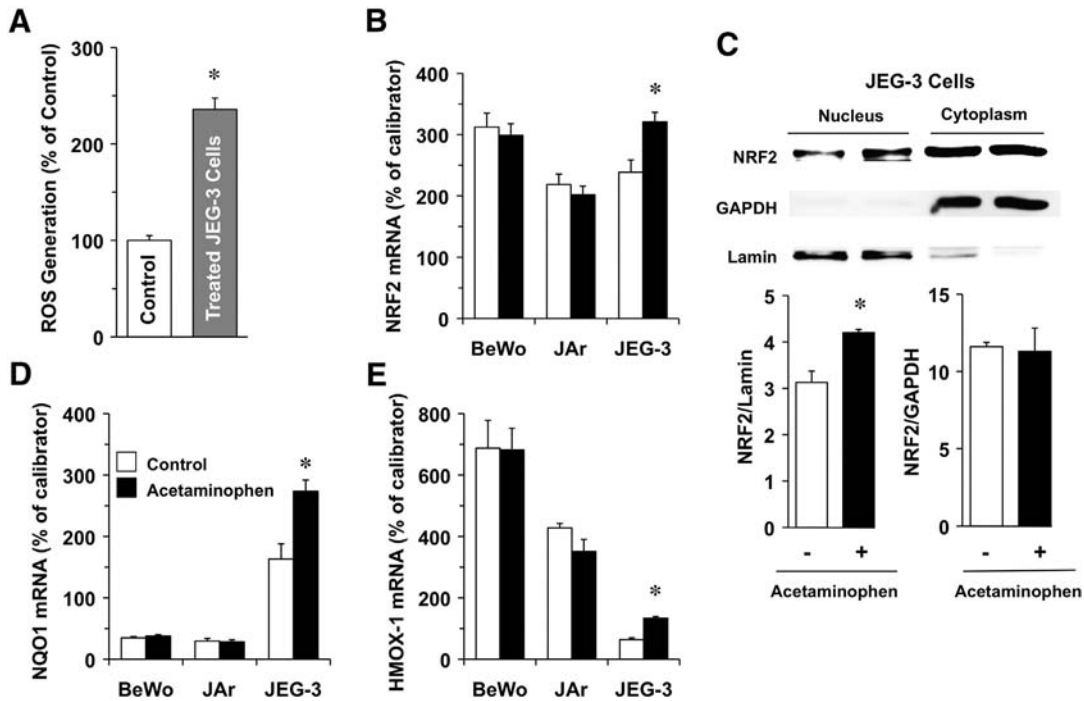 A
ROS Generation (% of Control)
300
200
100
0
*
Control
Treated JEG-3 Cells
B
NRF2 mRNA (% of calibrator)
400
300
200
100
0
*
BeWo JAr JEG-3
C
JEG-3 Cells
Nucleus Cytoplasm
NRF2
GAPDH
Lamin
NRF2/Lamin
5
4
3
2
1
0
*
- +
Acetaminophen
NRF2/GAPDH
15
10
5
0
- +
Acetaminophen
D
NQO1 mRNA (% of calibrator)
400
300
200
100
0
Control
Acetaminophen
*
BeWo JAr JEG-3
E
HMOX-1 mRNA (% of calibrator)
800
600
400
200
0
*
BeWo JAr JEG-3